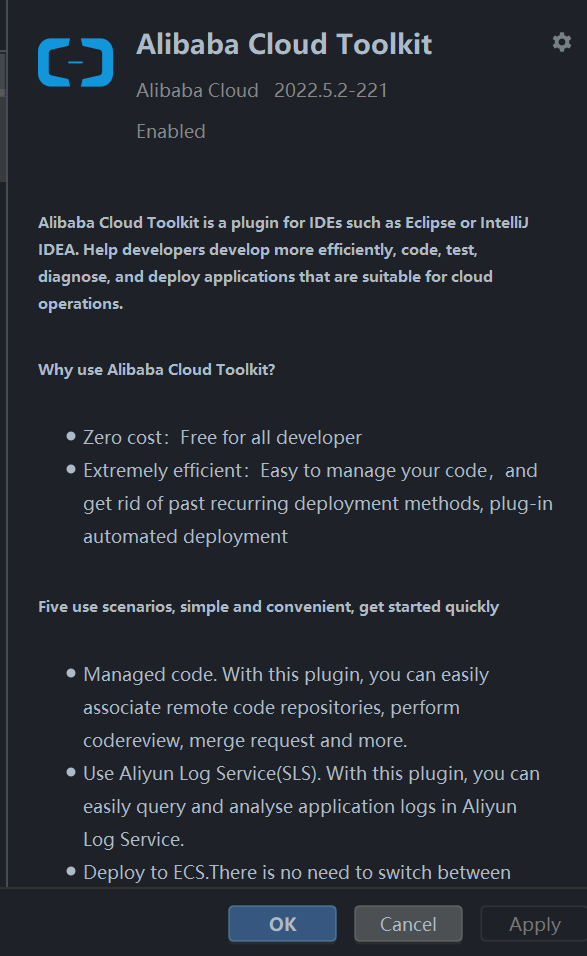 Alibaba Cloud Toolkit
Alibaba Cloud 2022.5.2-221
Enabled
Alibaba Cloud Toolkit is a plugin for IDEs such as Eclipse or IntelliJ
IDEA. Help developers develop more efficiently, code, test,
diagnose, and deploy applications that are suitable for cloud
operations.
Why use Alibaba Cloud Toolkit?
Zero cost：Free for all developer
Extremely efficient：Easy to manage your code，and
get rid of past recurring deployment methods, plug-in
automated deployment
Five use scenarios, simple and convenient, get started quickly
Managed code. With this plugin, you can easily
associate remote code repositories, perform
codereview, merge request and more.
Use Aliyun Log Service(SLS). With this plugin, you can
easily query and analyse application logs in Aliyun
Log Service.
Deploy to ECS.There is no need to switch between
OK Cancel Apply